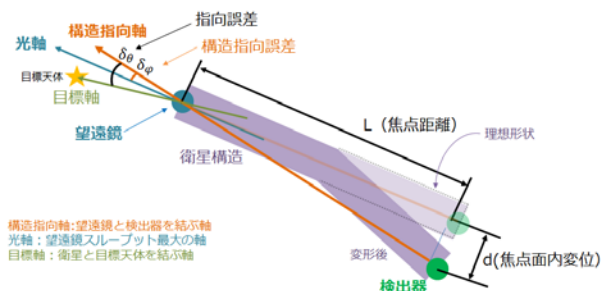 指向誤差
構造指向軸
構造指向誤差
光軸
δθ δφ
目標天体
目標軸
望遠鏡
L（焦点距離）
理想形状
衛星構造
構造指向軸:望遠鏡と検出器を結ぶ軸
光軸：望遠鏡スループット最大の軸
目標軸：衛星と目標天体を結ぶ軸
変形後
d(焦点面内変位)
検出器